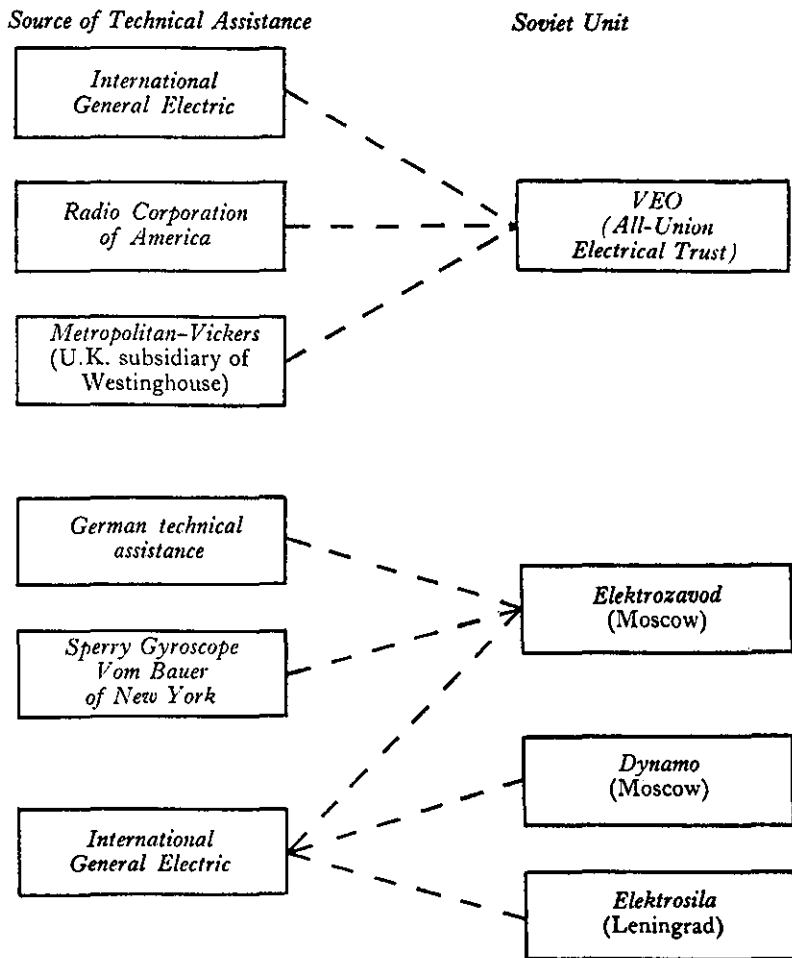 Source of Technical Assistance
Soviet Unit
International
General Electric
Radio Corporation
of America
VEO
(All-Union
Electrical Trust)
Metropolitan-Vickers
(U.K. subsidiary of
Westinghouse)
German technical
assistance
Elektrozavod
(Moscow)
Sperry Gyroscope
Vom Bauer
of New York
Dynamo
(Moscow)
International
General Electric
Elektrosila
(Leningrad)